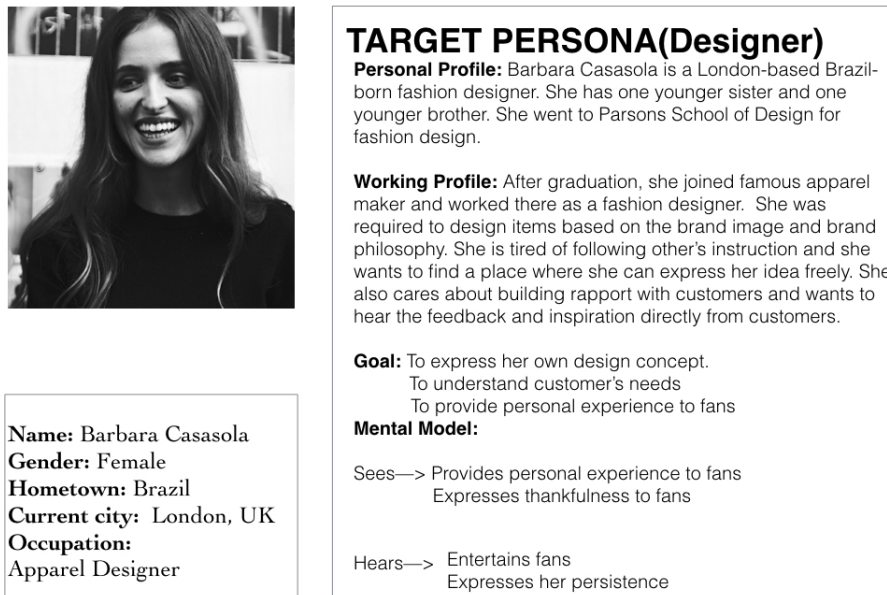 TARGET PERSONA(Designer)
Personal Profile: Barbara Casasola is a London-based Brazil-
born fashion designer. She has one younger sister and one
younger brother. She went to Parsons School of Design for
fashion design.
Working Profile: After graduation, she joined famous apparel
maker and worked there as a fashion designer.  She was
required to design items based on the brand image and brand
philosophy. She is tired of following other's instruction and she
wants to find a place where she can express her idea freely. She
also cares about building rapport with customers and wants to
hear the feedback and inspiration directly from customers.
Goal: To express her own design concept.
To understand customer's needs
To provide personal experience to fans
Mental Model:
Sees—> Provides personal experience to fans
Expresses thankfulness to fans
Hears—> Entertains fans
Expresses her persistence
Name: Barbara Casasola
Gender: Female
Hometown: Brazil
Current city:  London, UK
Occupation:
Apparel Designer